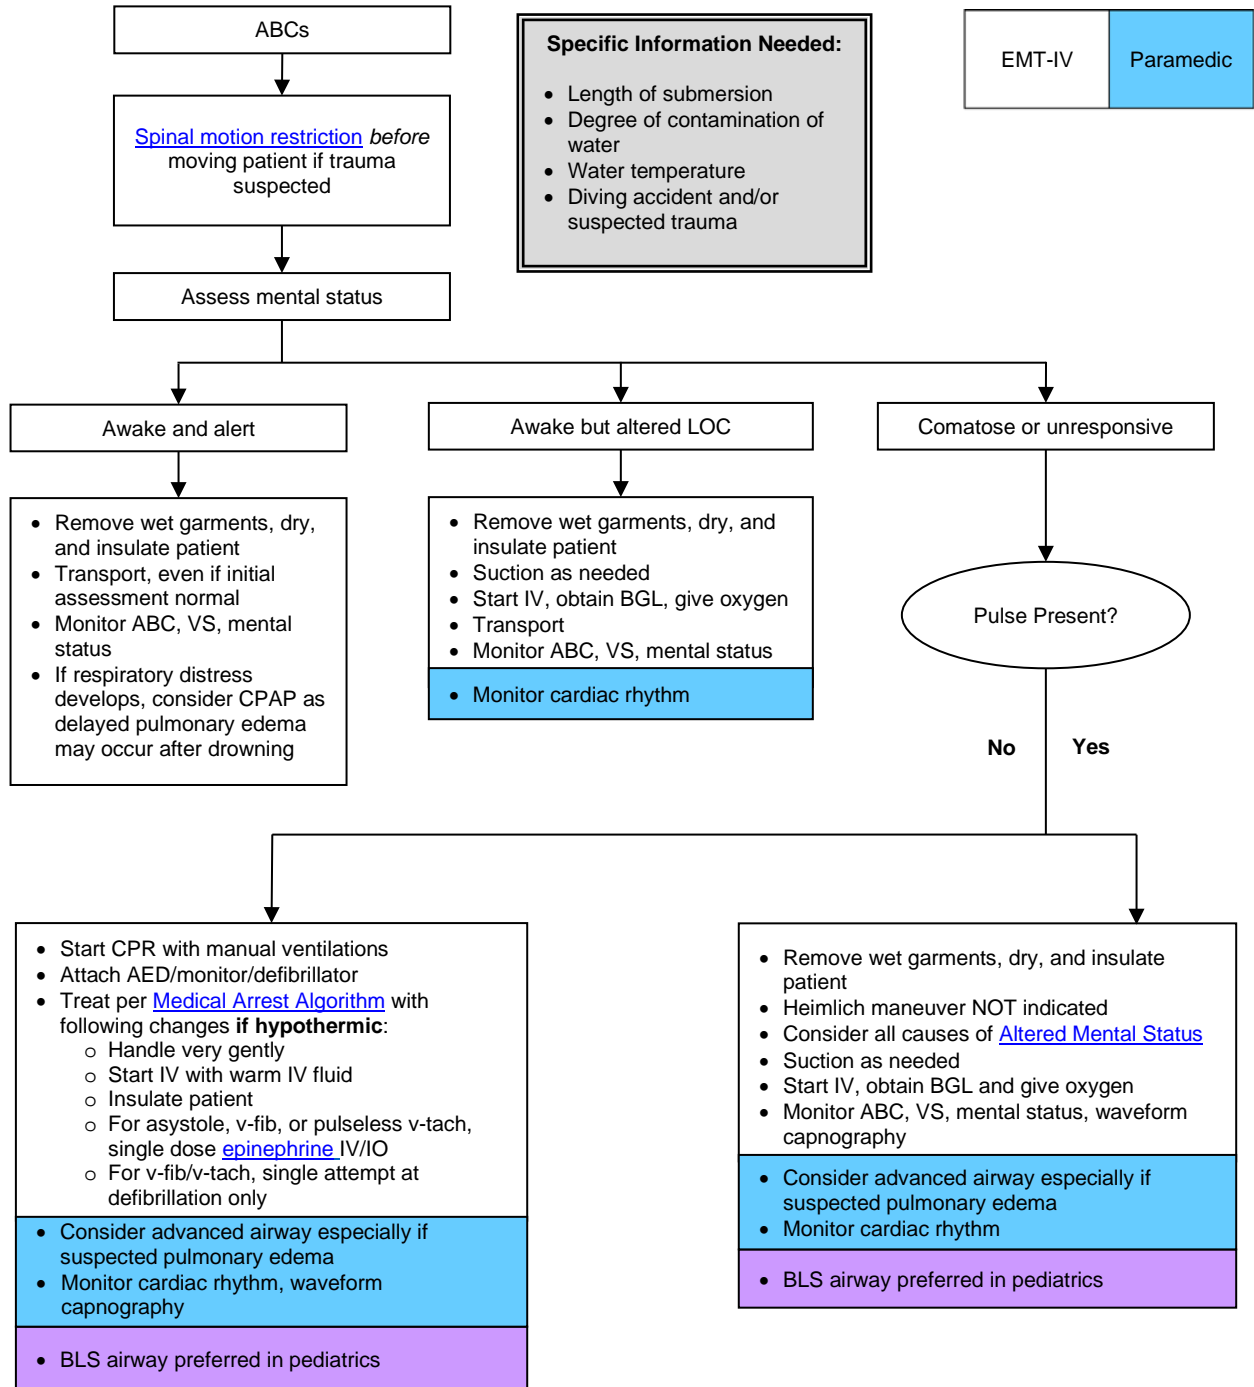 ABCs
Spinal motion restriction before
moving patient if trauma
suspected
Assess mental status
Specific Information Needed:
• Length of submersion
• Degree of contamination of
water
• Water temperature
• Diving accident and/or
suspected trauma
EMT-IV
Paramedic
Awake and alert
• Remove wet garments, dry,
and insulate patient
• Transport, even if initial
assessment normal
• Monitor ABC, VS, mental
status
• If respiratory distress
develops, consider CPAP as
delayed pulmonary edema
may occur after drowning
Awake but altered LOC
• Remove wet garments, dry, and
insulate patient
• Suction as needed
• Start IV, obtain BGL, give oxygen
• Transport
• Monitor ABC, VS, mental status
• Monitor cardiac rhythm
Comatose or unresponsive
Pulse Present?
No
Yes
• Start CPR with manual ventilations
• Attach AED/monitor/defibrillator
• Treat per Medical Arrest Algorithm with
following changes if hypothermic:
o Handle very gently
o Start IV with warm IV fluid
o Insulate patient
o For asystole, v-fib, or pulseless v-tach,
single dose epinephrine IV/IO
o For v-fib/v-tach, single attempt at
defibrillation only
• Consider advanced airway especially if
suspected pulmonary edema
• Monitor cardiac rhythm, waveform
capnography
• BLS airway preferred in pediatrics
• Remove wet garments, dry, and insulate
patient
• Heimlich maneuver NOT indicated
• Consider all causes of Altered Mental Status
• Suction as needed
• Start IV, obtain BGL and give oxygen
• Monitor ABC, VS, mental status, waveform
capnography
• Consider advanced airway especially if
suspected pulmonary edema
• Monitor cardiac rhythm
• BLS airway preferred in pediatrics